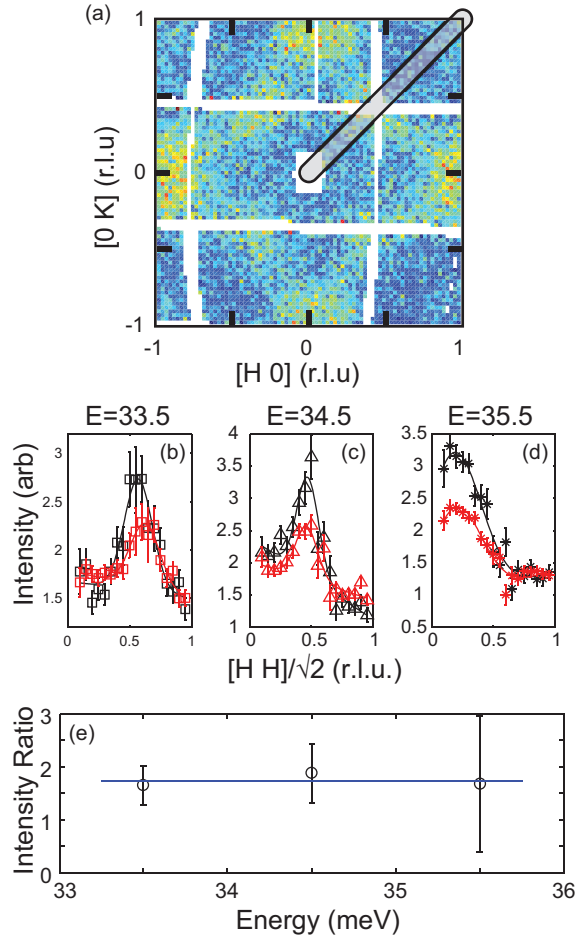 (a)
1
0
-1
[0 K] (r.l.u)
-1
0
1
[H 0] (r.l.u)
E=33.5
E=34.5
E=35.5
(b)
(c)
(d)
Intensity (arb)
2.5
2
1.5
4
3.5
3
2.5
2
1.5
1
3.5
3
2.5
2
1.5
1
0.5
0
0.5
1
0
0.5
1
0
0.5
1
[H H]/√2 (r.l.u.)
(e)
Intensity Ratio
3
2
1
0
33
34
35
36
Energy (meV)